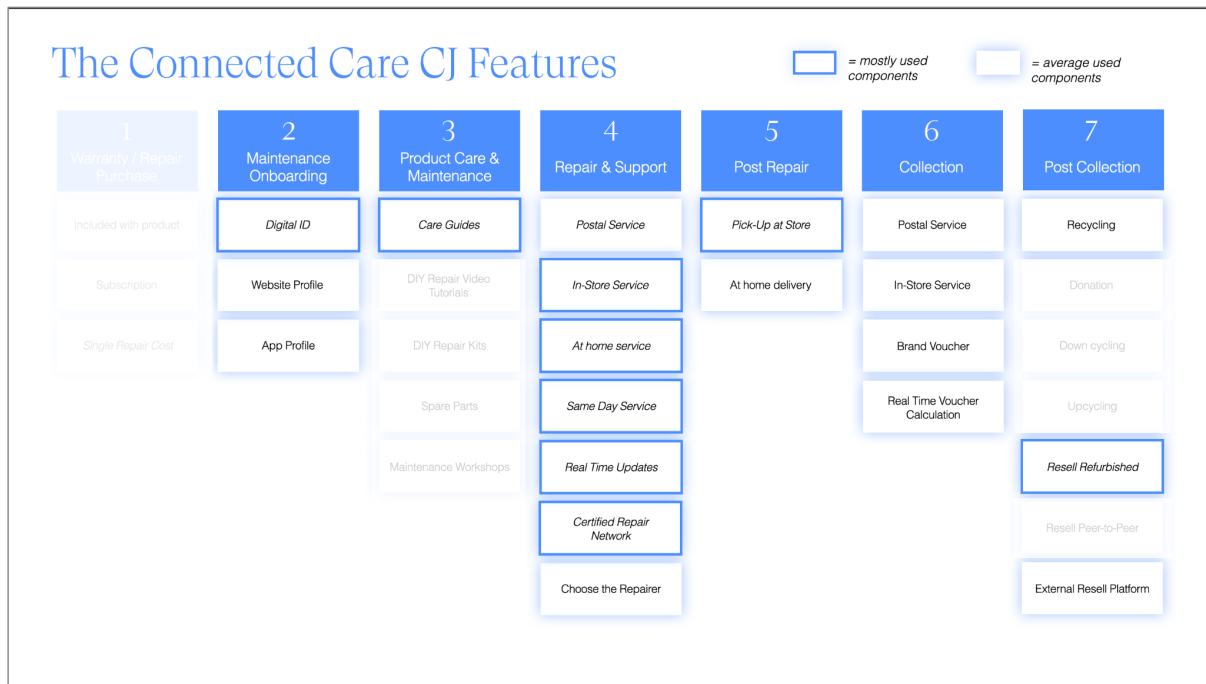 The Connected Care CJ Features
= mostly used
components
= average used
components
1
Warranty / Repair
Purchase
Included with product
Subscription
Single Repair Cost
2
Maintenance
Onboarding
Digital ID
Website Profile
App Profile
3
Product Care &
Maintenance
Care Guides
DIY Repair Video
Tutorials
DIY Repair Kits
Spare Parts
Maintenance Workshops
4
Repair & Support
Postal Service
In-Store Service
At home service
Same Day Service
Real Time Updates
Certified Repair
Network
Choose the Repairer
5
Post Repair
Pick-Up at Store
At home delivery
6
Collection
Postal Service
In-Store Service
Brand Voucher
Real Time Voucher
Calculation
7
Post Collection
Recycling
Donation
Down cycling
Upcycling
Resell Refurbished
Resell Peer-to-Peer
External Resell Platform